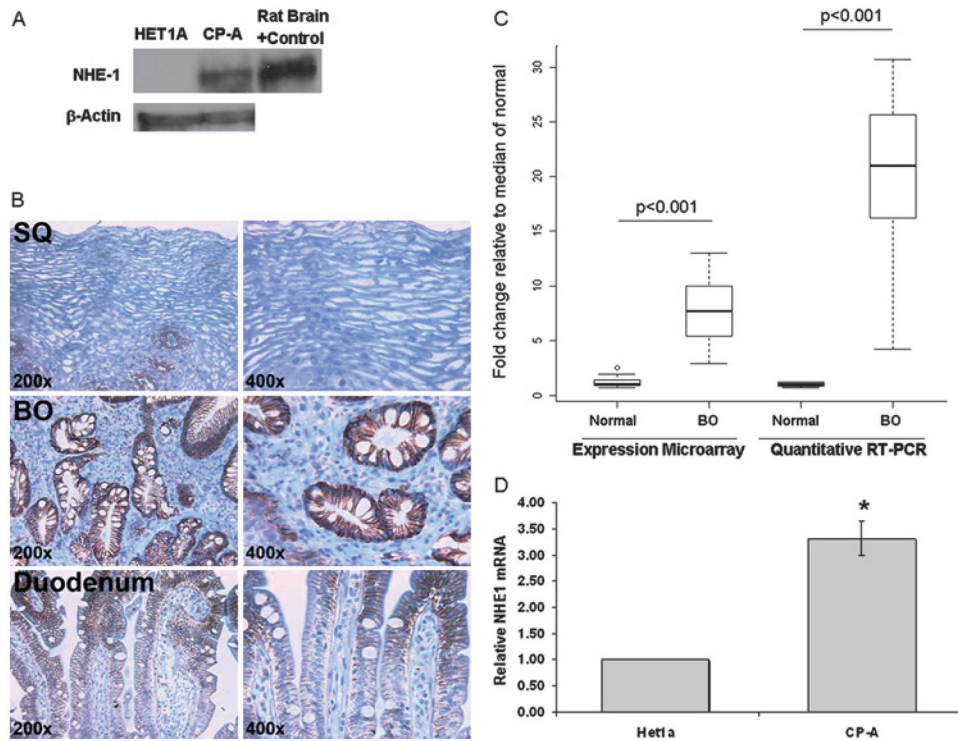 A
HET1A CP-A Rat Brain +Control
NHE-1
β-Actin
B
SQ
200x
400x
BO
200x
400x
Duodenum
200x
400x
C
p<0.001
p<0.001
Fold change relative to median of normal
30
25
20
15
10
5
0
Normal BO Normal BO
Expression Microarray Quantitative RT-PCR
D
*
Relative NHE1 mRNA
4.00
3.50
3.00
2.50
2.00
1.50
1.00
0.50
0.00
Het1a CP-A